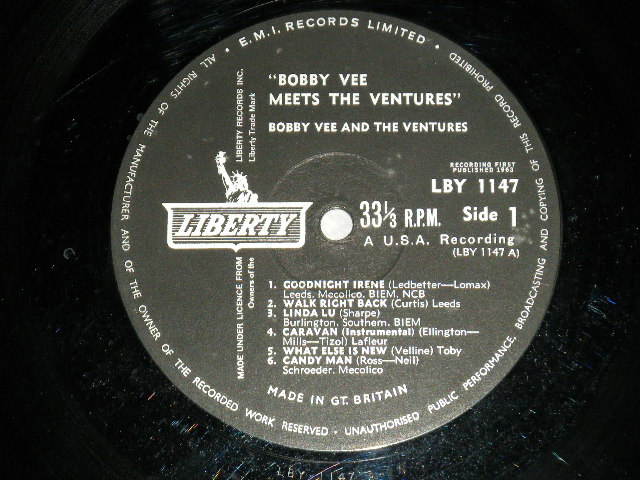 ALL RIGHTS OF THE MANUFACTURER AND OF THE OWNER OF THE RECORDED WORK RESERVED • UNAUTHORISED PUBLIC PERFORMANCE, BROADCASTING AND COPYING OF THIS RECORD PROHIBITED
• E.M.I. RECORDS LIMITED •
"BOBBY VEE
MEETS THE VENTURES"
BOBBY VEE AND THE VENTURES
LIBERTY RECORDS INC.
Liberty Trade Mark
MADE UNDER LICENCE FROM
Owners of the
LIBERTY
RECORDING FIRST
PUBLISHED 1963
LBY 1147
33⅓ R.P.M. Side 1
A U.S.A. Recording
(LBY 1147 A)
1. GOODNIGHT IRENE (Ledbetter—Lomax)
Leeds, Mecolico, BIEM, NCB
2. WALK RIGHT BACK (Curtis) Leeds
3. LINDA LU (Sharpe)
Burlington, Southern, BIEM
4. CARAVAN (Instrumental) (Ellington—
Mills—Tizol) Lafleur
5. WHAT ELSE IS NEW (Velline) Toby
6. CANDY MAN (Ross—Neil)
Schroeder, Mecolico
MADE IN GT. BRITAIN
LBY 1147